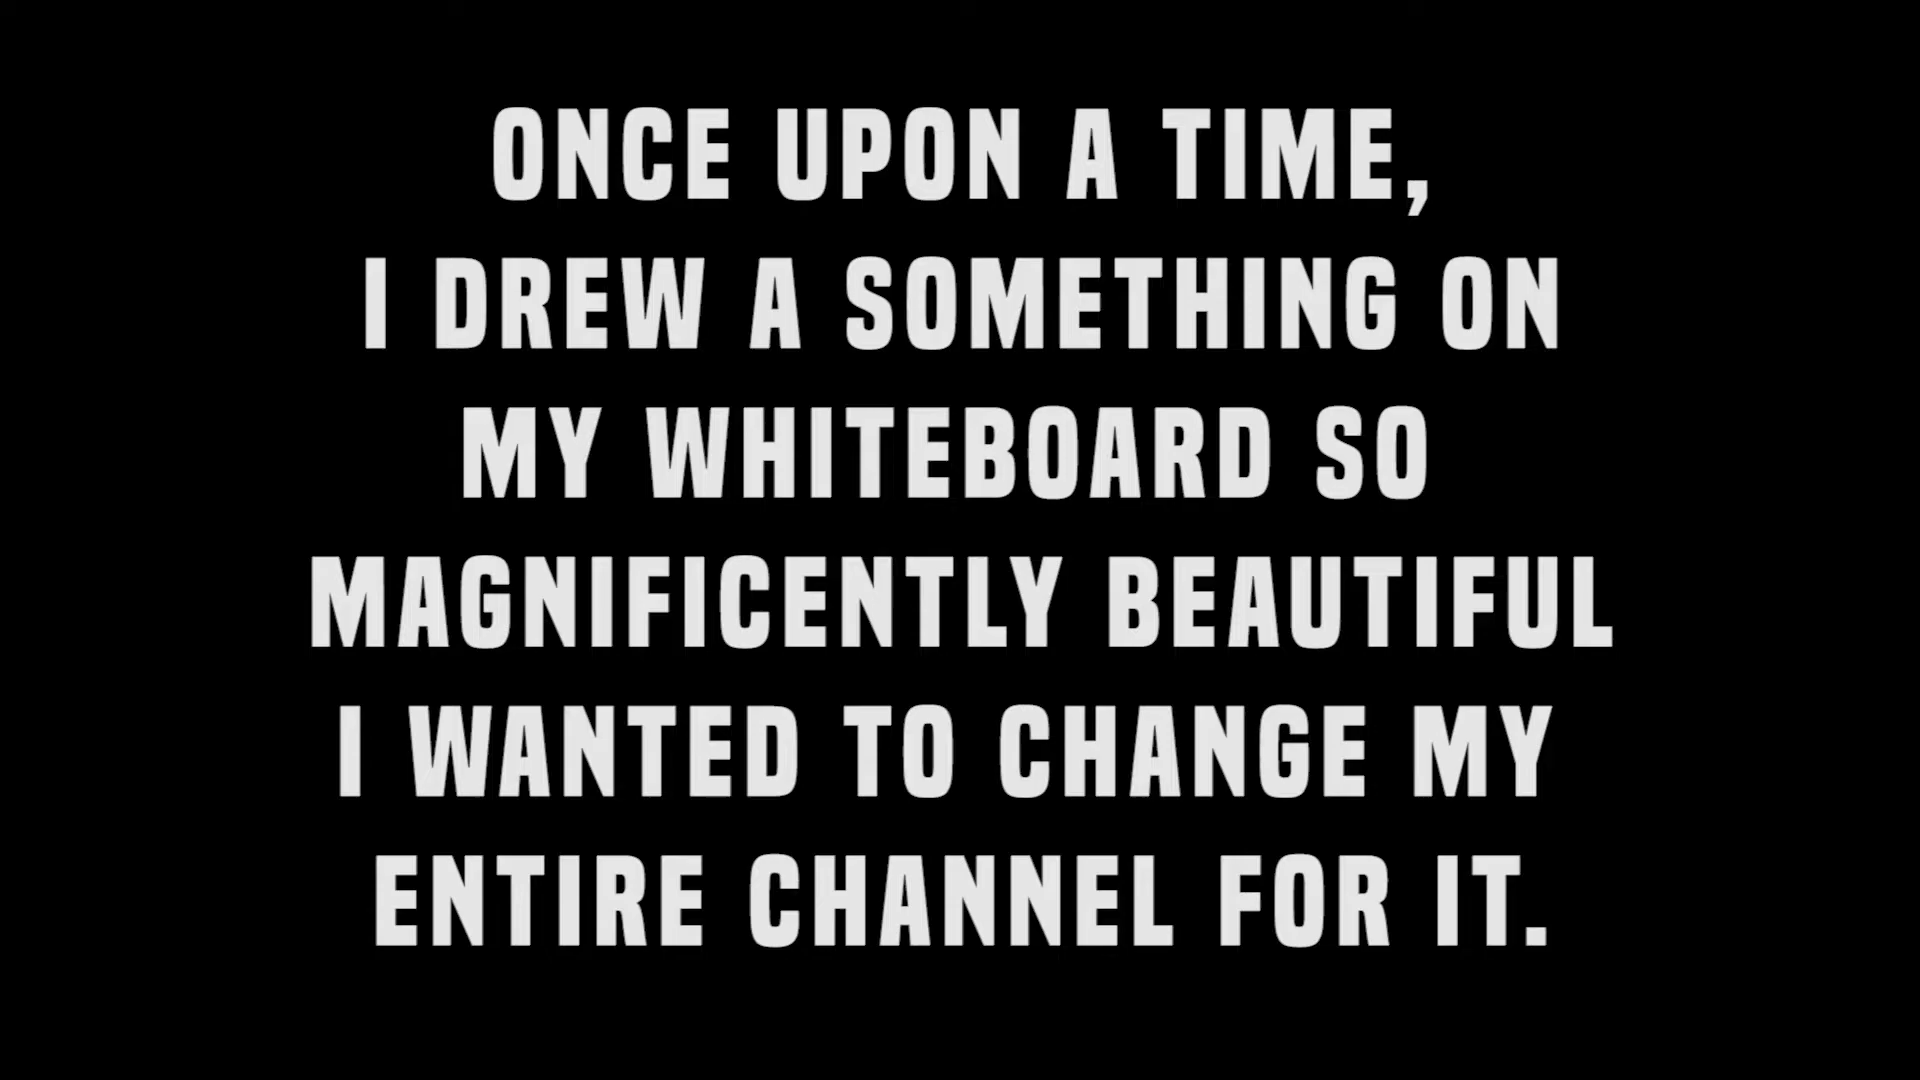 ONCE UPON A TIME,
I DREW A SOMETHING ON
MY WHITEBOARD SO
MAGNIFICENTLY BEAUTIFUL
I WANTED TO CHANGE MY
ENTIRE CHANNEL FOR IT.